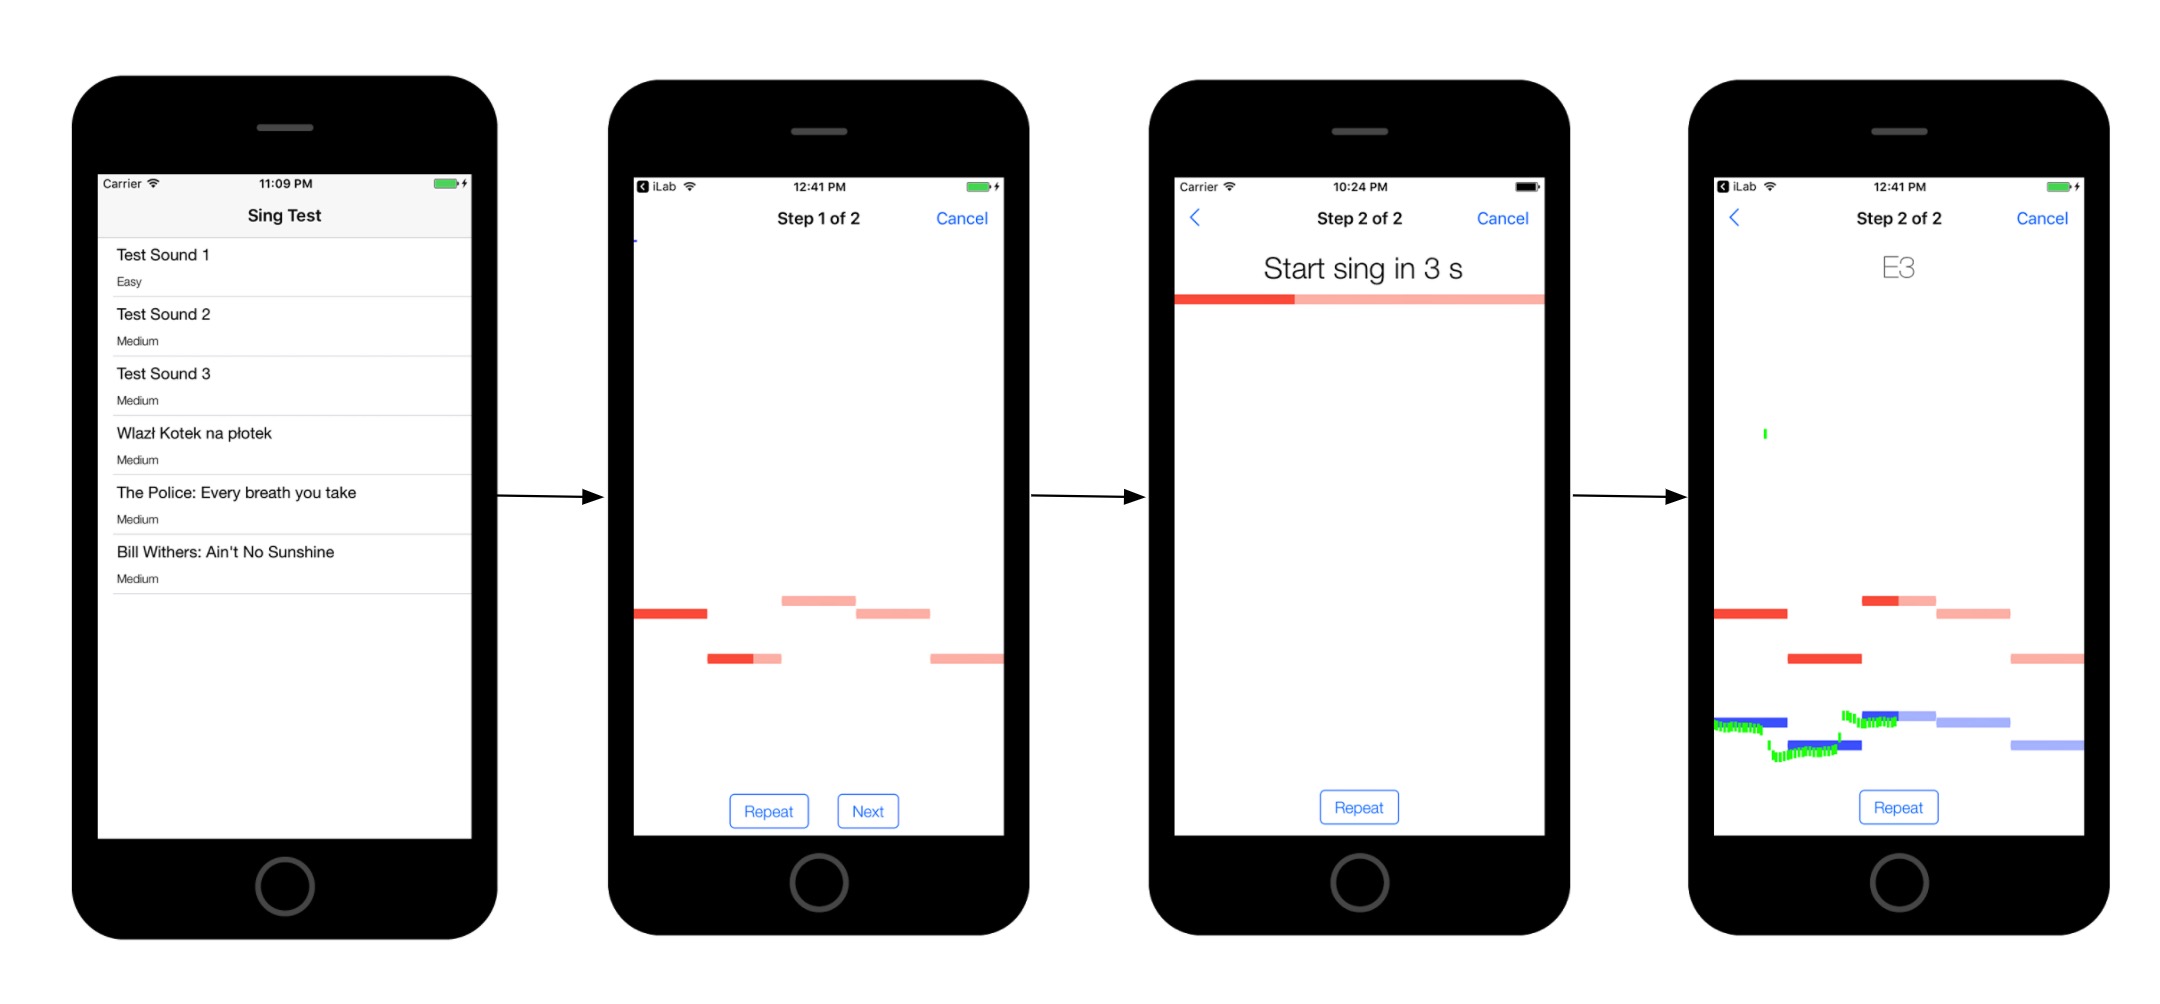 Carrier 11:09 PM
Sing Test
Test Sound 1
Easy
Test Sound 2
Medium
Test Sound 3
Medium
Wlazł Kotek na płotek
Medium
The Police: Every breath you take
Medium
Bill Withers: Ain't No Sunshine
Medium
iLab 12:41 PM
Step 1 of 2 Cancel
Repeat Next
Carrier 10:24 PM
Step 2 of 2 Cancel
Start sing in 3 s
Repeat
iLab 12:41 PM
Step 2 of 2 Cancel
E3
Repeat